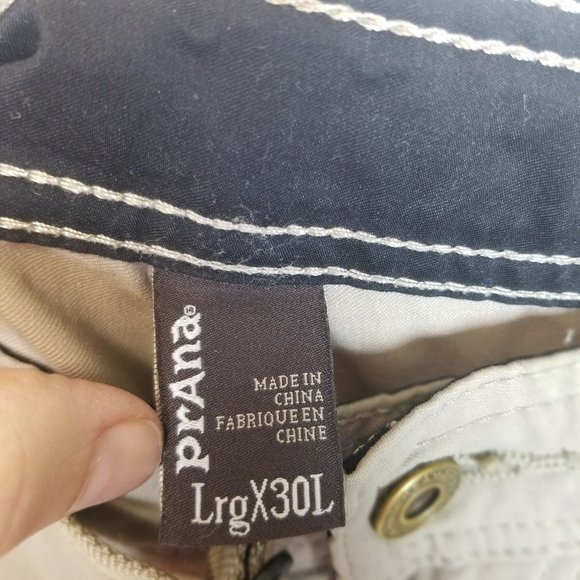 prAna
MADE IN
CHINA
FABRIQUE EN
CHINE
LrgX30L